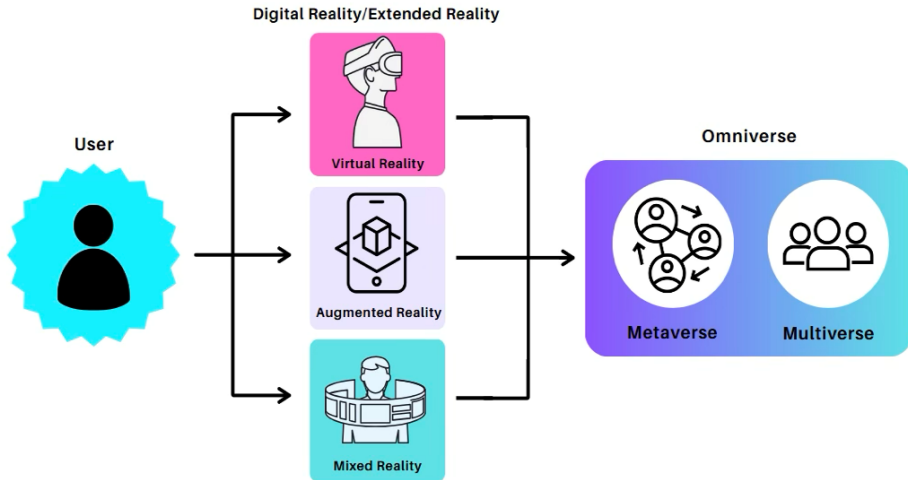 Digital Reality/Extended Reality
User
Virtual Reality
Augmented Reality
Mixed Reality
Omniverse
Metaverse
Multiverse